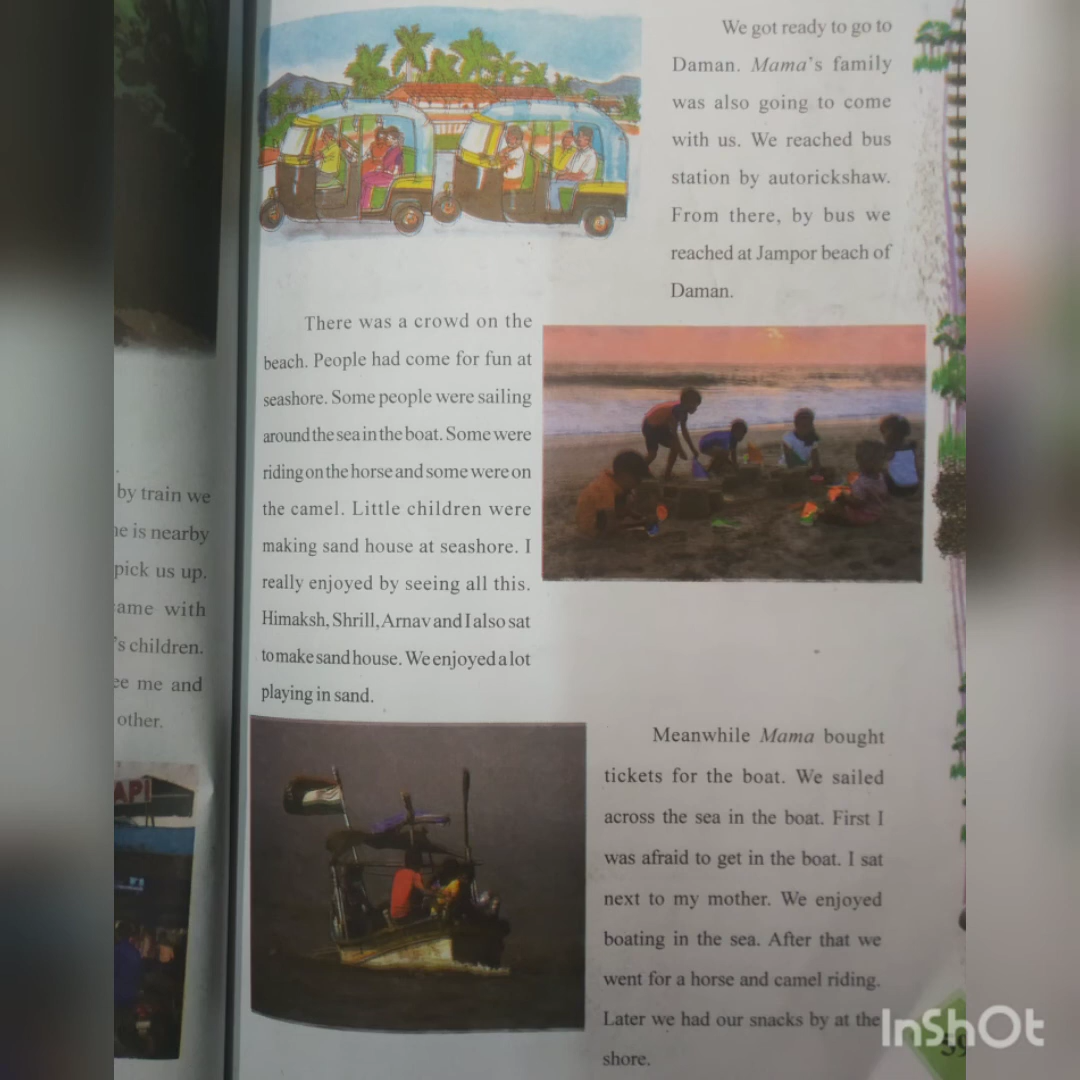 by train we
is nearby
pick us up.
with
's children.
me and
other.
We got ready to go to
Daman. Mama's family
was also going to come
with us. We reached bus
station by autorickshaw.
From there, by bus we
reached at Jampor beach of
Daman.
There was a crowd on the
beach. People had come for fun at
seashore. Some people were sailing
around the sea in the boat. Some were
riding on the horse and some were on
the camel. Little children were
making sand house at seashore. I
really enjoyed by seeing all this.
Himaksh, Shrill, Arnav and I also sat
to make sand house. We enjoyed a lot
playing in sand.
Meanwhile Mama bought
tickets for the boat. We sailed
across the sea in the boat. First I
was afraid to get in the boat. I sat
next to my mother. We enjoyed
boating in the sea. After that we
went for a horse and camel riding.
Later we had our snacks by at the
shore.
InShOt
59